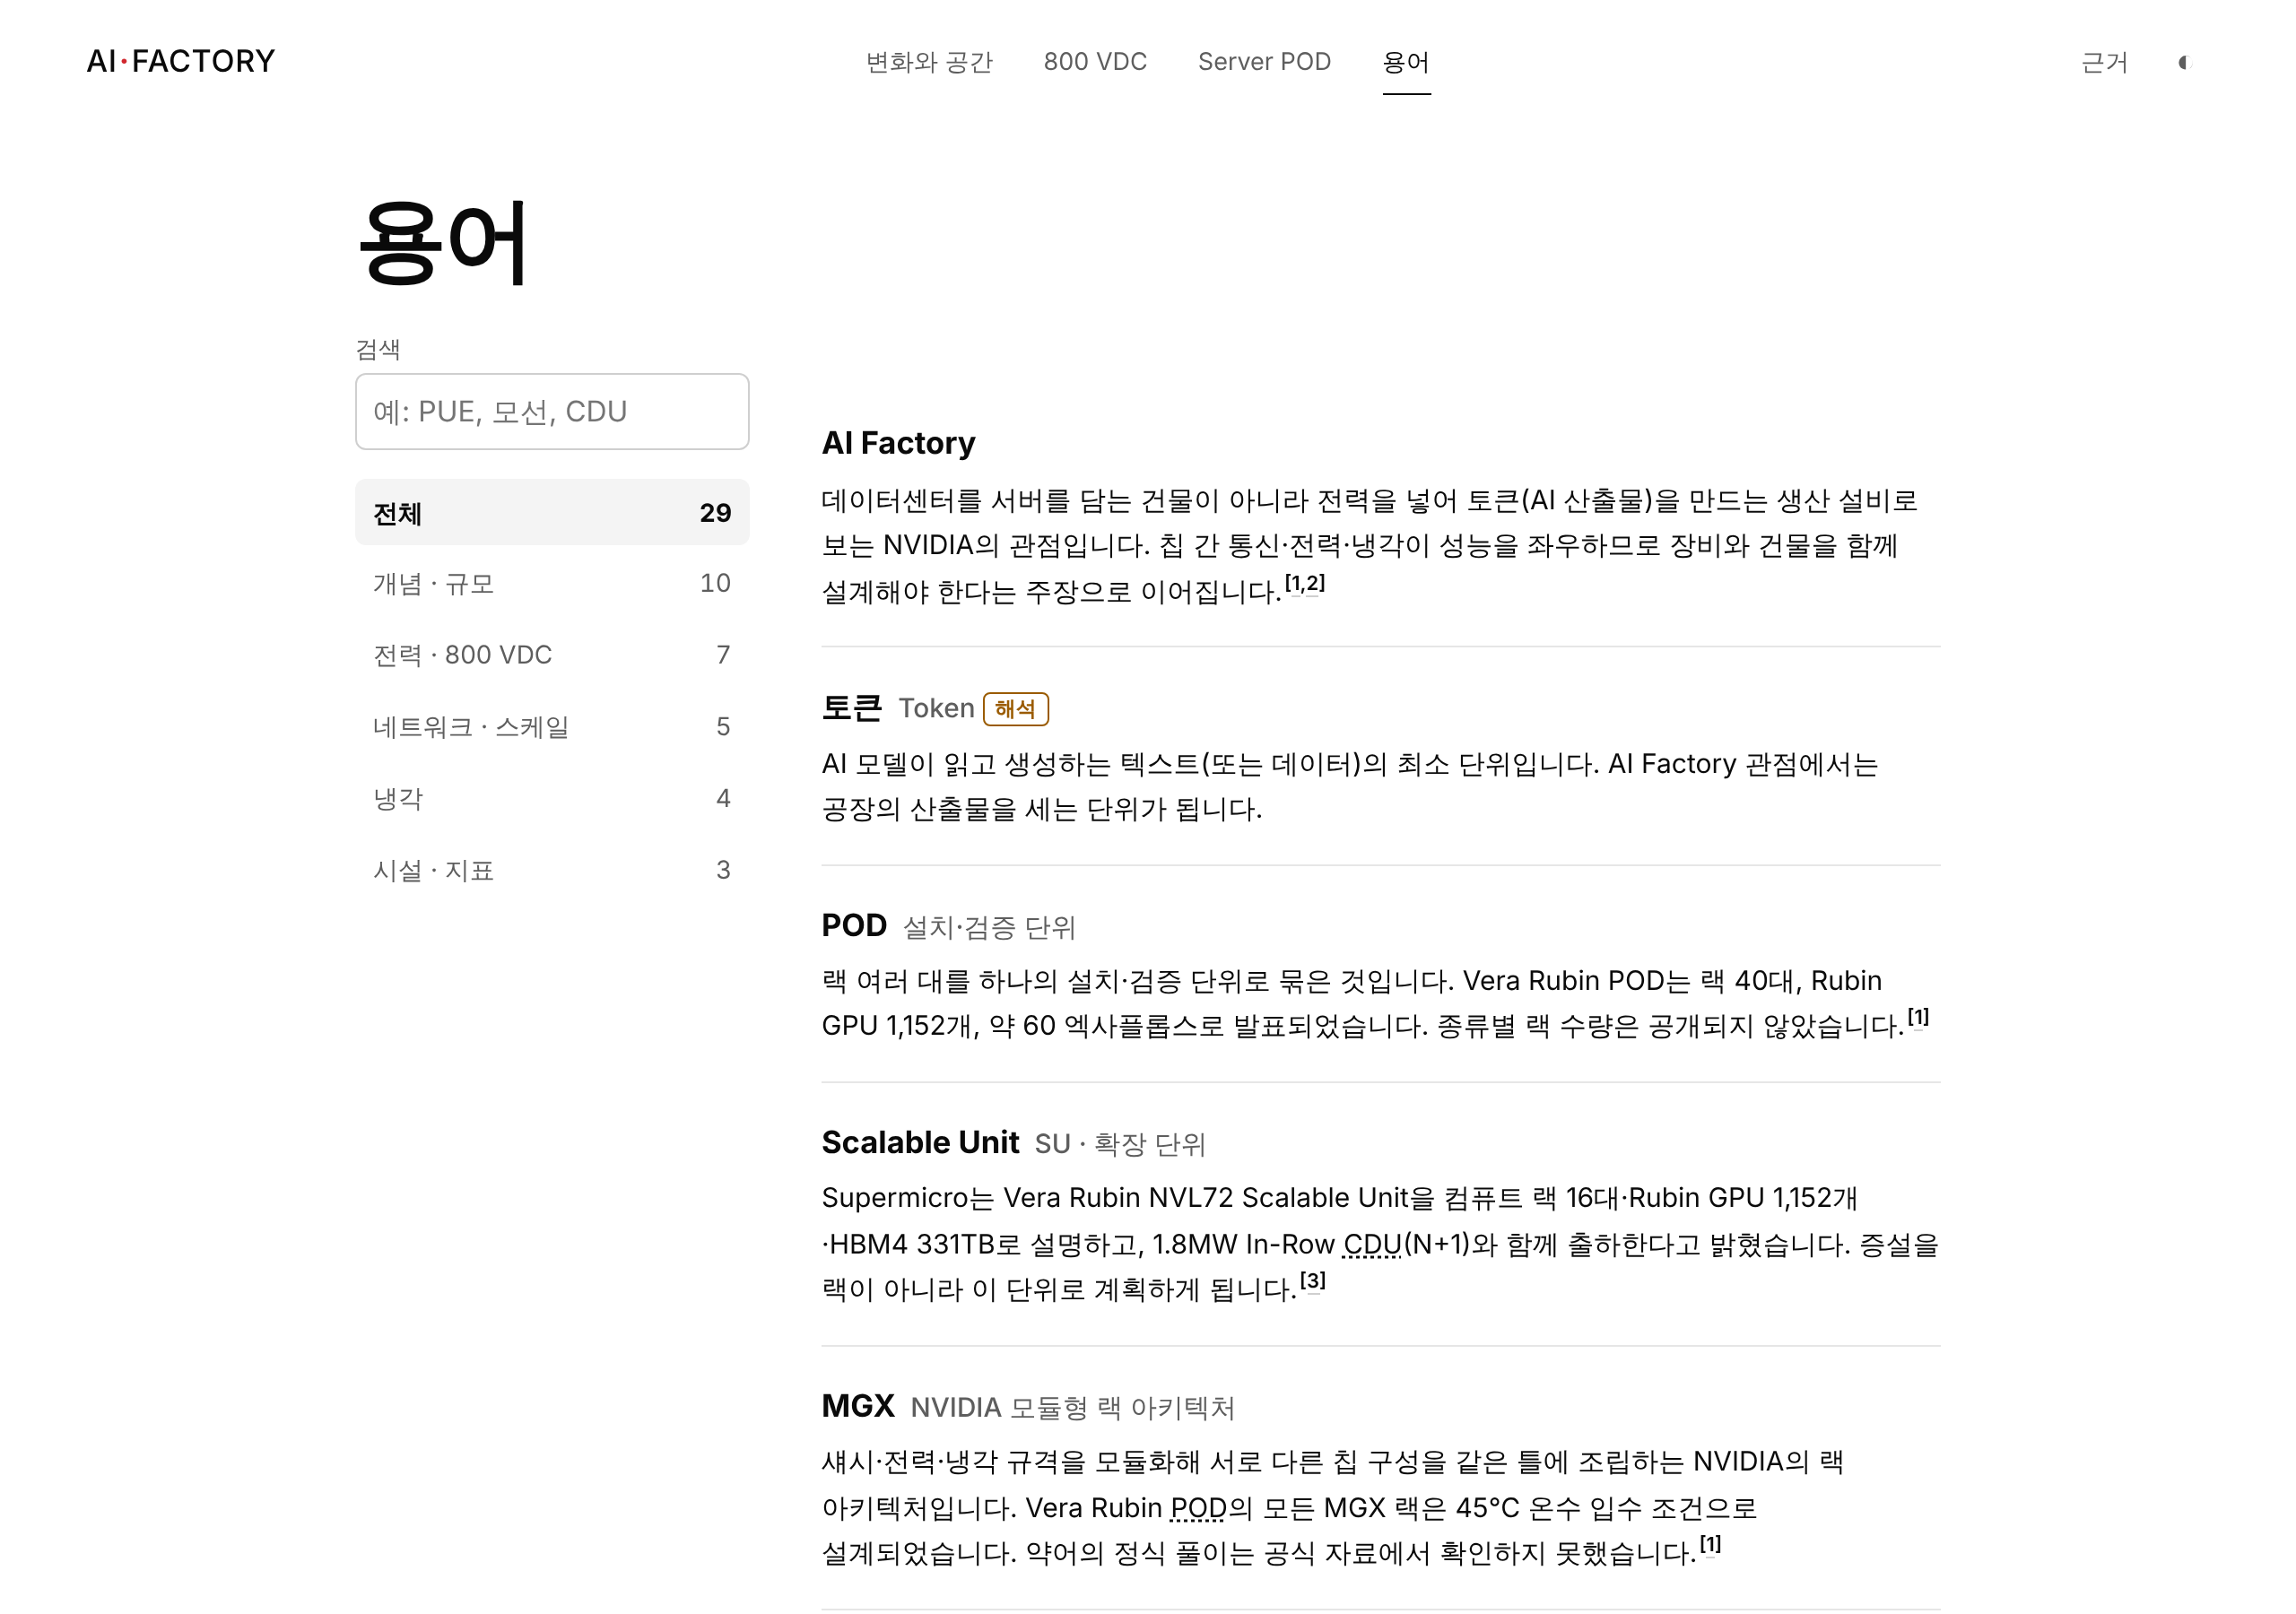 AI·FACTORY
변화와 공간
800 VDC
Server POD
용어
근거
용어
검색
예: PUE, 모선, CDU
전체 29
개념 · 규모 10
전력 · 800 VDC 7
네트워크 · 스케일 5
냉각 4
시설 · 지표 3
AI Factory
데이터센터를 서버를 담는 건물이 아니라 전력을 넣어 토큰(AI 산출물)을 만드는 생산 설비로
보는 NVIDIA의 관점입니다. 칩 간 통신·전력·냉각이 성능을 좌우하므로 장비와 건물을 함께
설계해야 한다는 주장으로 이어집니다.[1,2]
토큰 Token 해석
AI 모델이 읽고 생성하는 텍스트(또는 데이터)의 최소 단위입니다. AI Factory 관점에서는
공장의 산출물을 세는 단위가 됩니다.
POD 설치·검증 단위
랙 여러 대를 하나의 설치·검증 단위로 묶은 것입니다. Vera Rubin POD는 랙 40대, Rubin
GPU 1,152개, 약 60 엑사플롭스로 발표되었습니다. 종류별 랙 수량은 공개되지 않았습니다.[1]
Scalable Unit SU · 확장 단위
Supermicro는 Vera Rubin NVL72 Scalable Unit을 컴퓨트 랙 16대·Rubin GPU 1,152개
·HBM4 331TB로 설명하고, 1.8MW In-Row CDU(N+1)와 함께 출하한다고 밝혔습니다. 증설을
랙이 아니라 이 단위로 계획하게 됩니다.[3]
MGX NVIDIA 모듈형 랙 아키텍처
섀시·전력·냉각 규격을 모듈화해 서로 다른 칩 구성을 같은 틀에 조립하는 NVIDIA의 랙
아키텍처입니다. Vera Rubin POD의 모든 MGX 랙은 45°C 온수 입수 조건으로
설계되었습니다. 약어의 정식 풀이는 공식 자료에서 확인하지 못했습니다.[1]